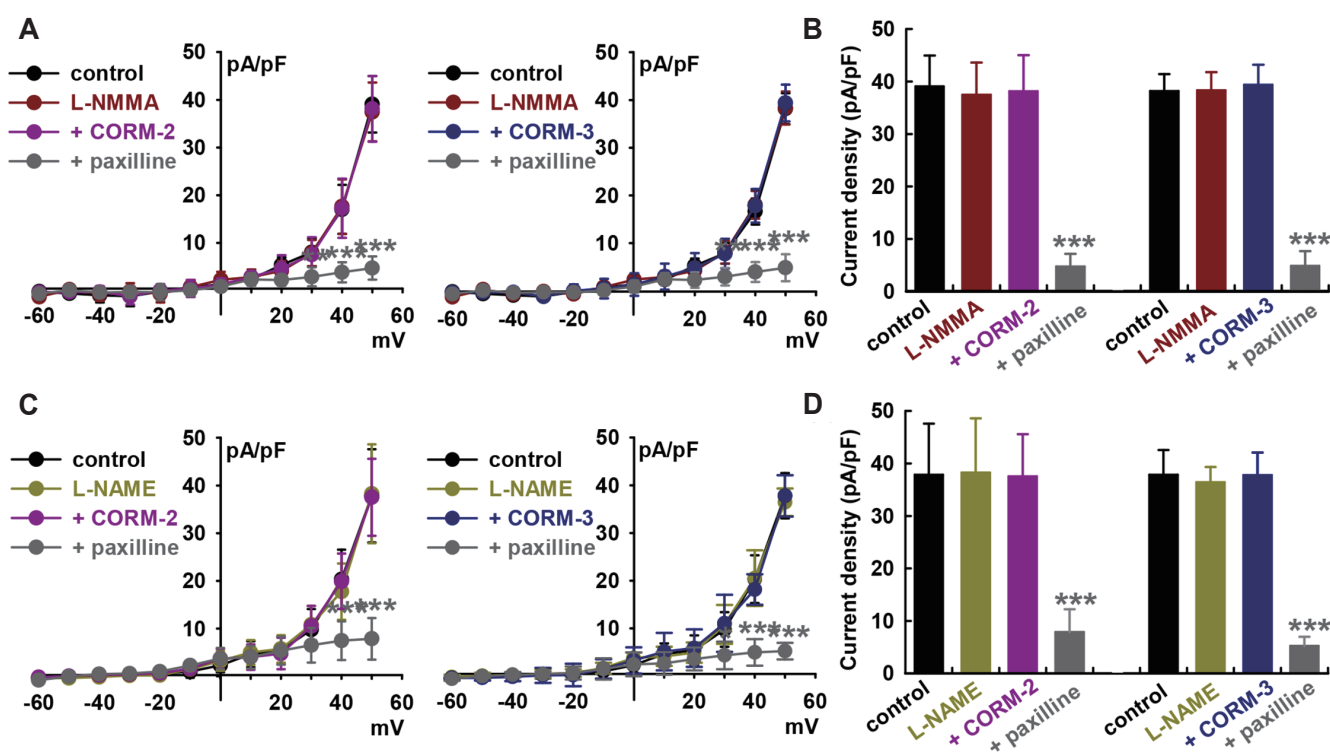 A
50
40
30
20
10
pA/pF
control
L-NMMA
+ CORM-2
+ paxilline
***
***
-60
-40
-20
20
40
60
mV
50
40
30
20
10
pA/pF
control
L-NMMA
+ CORM-3
+ paxilline
***
***
-60
-40
-20
20
40
60
mV
B
Current density (pA/pF)
50
40
30
20
10
0
***
***
control
L-NMMA
+ CORM-2
+ paxilline
control
L-NMMA
+ CORM-3
+ paxilline
C
50
40
30
20
10
pA/pF
control
L-NAME
+ CORM-2
+ paxilline
***
***
-60
-40
-20
20
40
60
mV
50
40
30
20
10
pA/pF
control
L-NAME
+ CORM-3
+ paxilline
***
***
-60
-40
-20
20
40
60
mV
D
Current density (pA/pF)
50
40
30
20
10
0
***
***
control
L-NAME
+ CORM-2
+ paxilline
control
L-NAME
+ CORM-3
+ paxilline